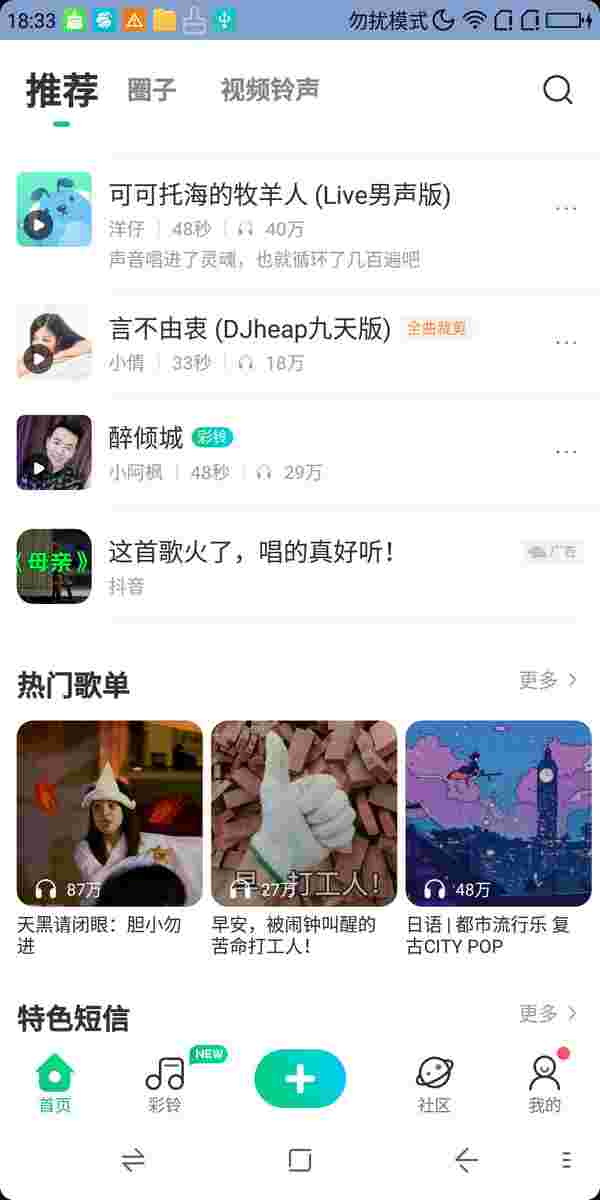 18:33 勿扰模式
推荐 圈子 视频铃声
可可托海的牧羊人 (Live男声版)
洋仔 48秒 40万
声音唱进了灵魂，也就循环了几百遍吧
言不由衷 (DJheap九天版) 全曲裁剪
小倩 33秒 18万
醉倾城 彩铃
小阿枫 48秒 29万
《母亲》
这首歌火了，唱的真好听！ 广告
抖音
热门歌单 更多
87万
天黑请闭眼：胆小勿
进
早，打工人！
27万
早安，被闹钟叫醒的
苦命打工人！
48万
日语 | 都市流行乐 复
古CITY POP
特色短信 更多
NEW
首页 彩铃 社区 我的